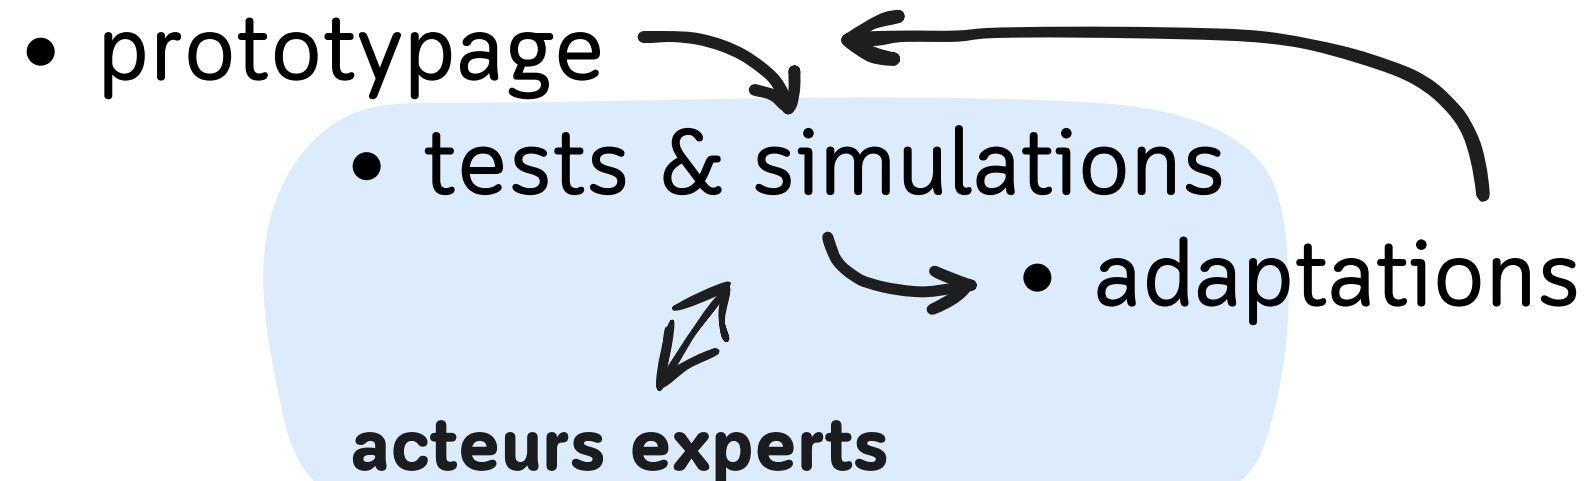 • prototypage
• tests & simulations
• adaptations
acteurs experts